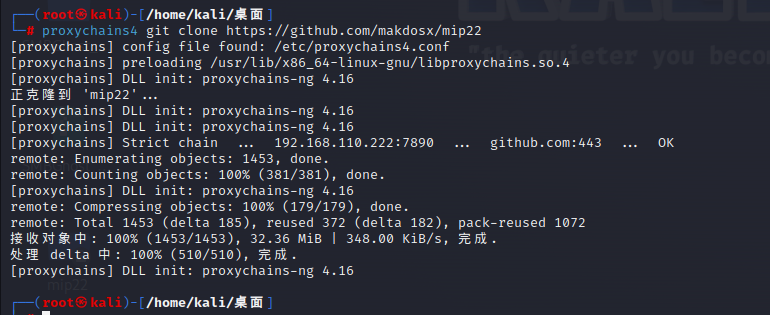 ┌──(root㉿kali)-[/home/kali/桌面]
└─# proxychains4 git clone https://github.com/makdosx/mip22
[proxychains] config file found: /etc/proxychains4.conf
[proxychains] preloading /usr/lib/x86_64-linux-gnu/libproxychains.so.4
"the quieter you becom
[proxychains] DLL init: proxychains-ng 4.16
正克隆到 'mip22'...
[proxychains] DLL init: proxychains-ng 4.16
[proxychains] DLL init: proxychains-ng 4.16
[proxychains] Strict chain  ...  192.168.110.222:7890  ...  github.com:443  ...  OK
remote: Enumerating objects: 1453, done.
remote: Counting objects: 100% (381/381), done.
[proxychains] DLL init: proxychains-ng 4.16
remote: Compressing objects: 100% (179/179), done.
remote: Total 1453 (delta 185), reused 372 (delta 182), pack-reused 1072
接收对象中: 100% (1453/1453), 32.36 MiB | 348.00 KiB/s, 完成.
处理 delta 中: 100% (510/510), 完成.
[proxychains] DLL init: proxychains-ng 4.16
mip22
┌──(root㉿kali)-[/home/kali/桌面]
└─#